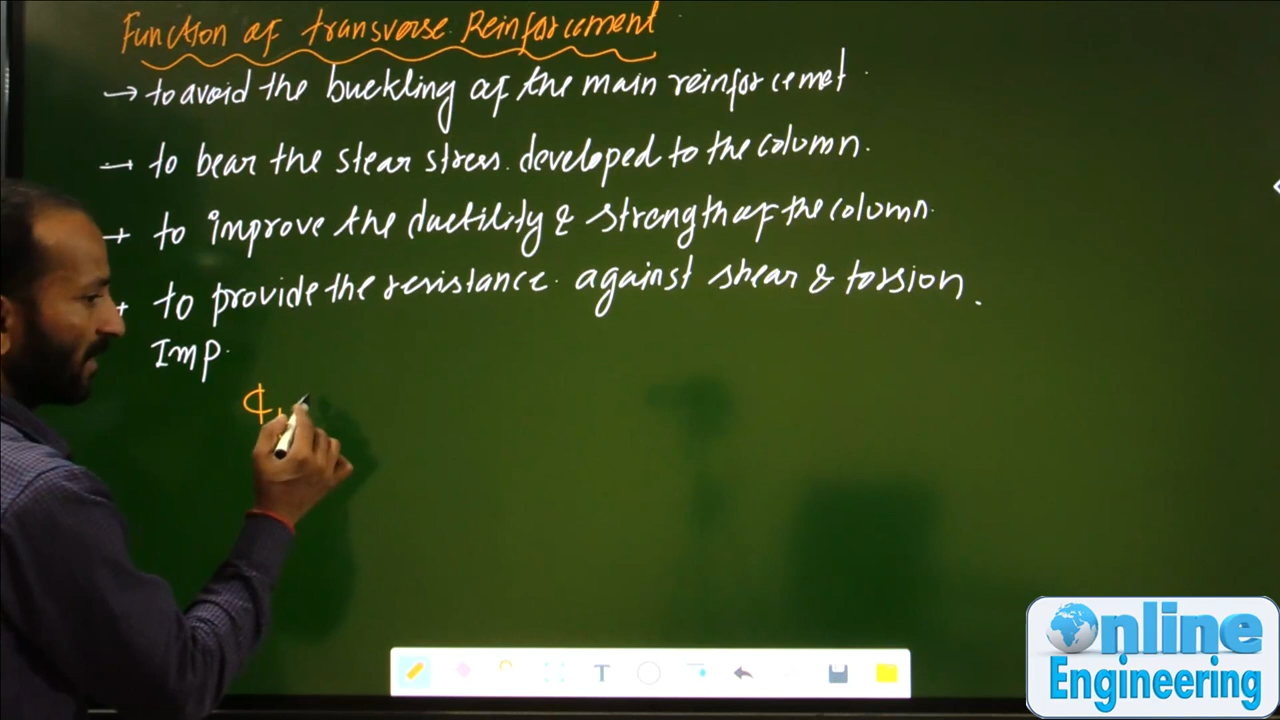 Function of transverse Reinforcement
→ to avoid the buckling of the main reinforcemet
→ to bear the stear stress. developed to the column.
→ to improve the ductility & strength of the column.
→ to provide the resistance. against shear & torsion.
Imp.
T
Online
Engineering